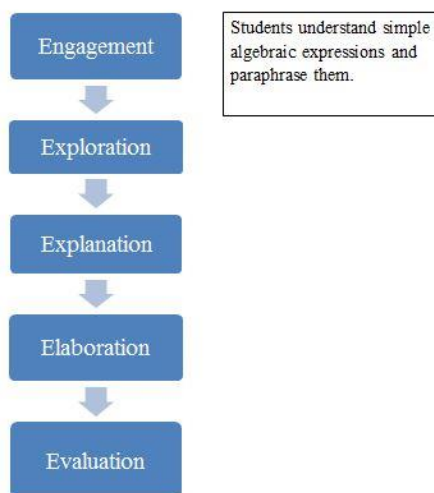 Engagement
Students understand simple
algebraic expressions and
paraphrase them.
Exploration
Explanation
Elaboration
Evaluation